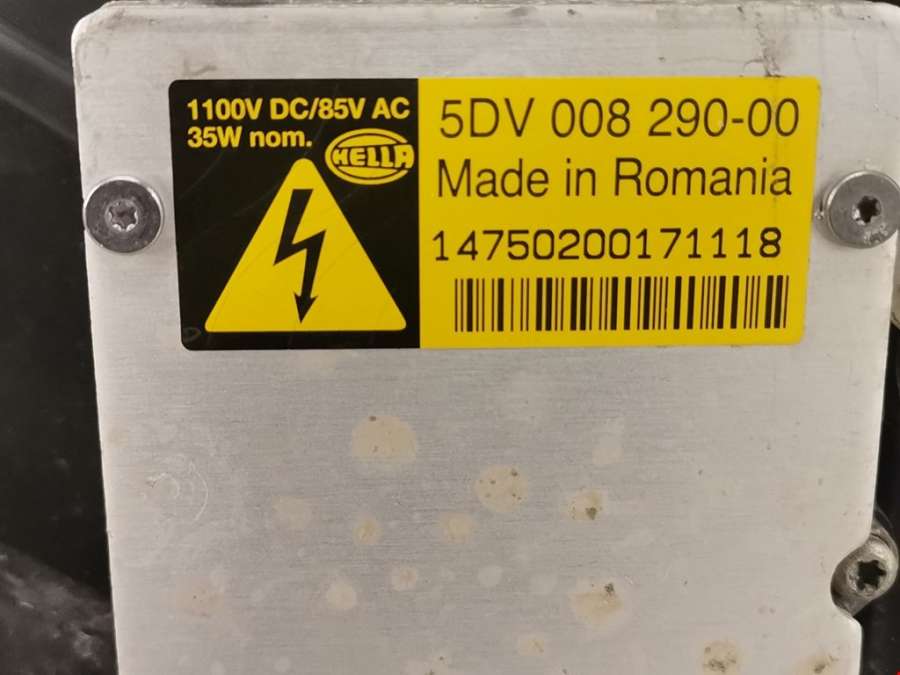 1100V DC/85V AC
35W nom.
HELLA
5DV 008 290-00
Made in Romania
14750200171118